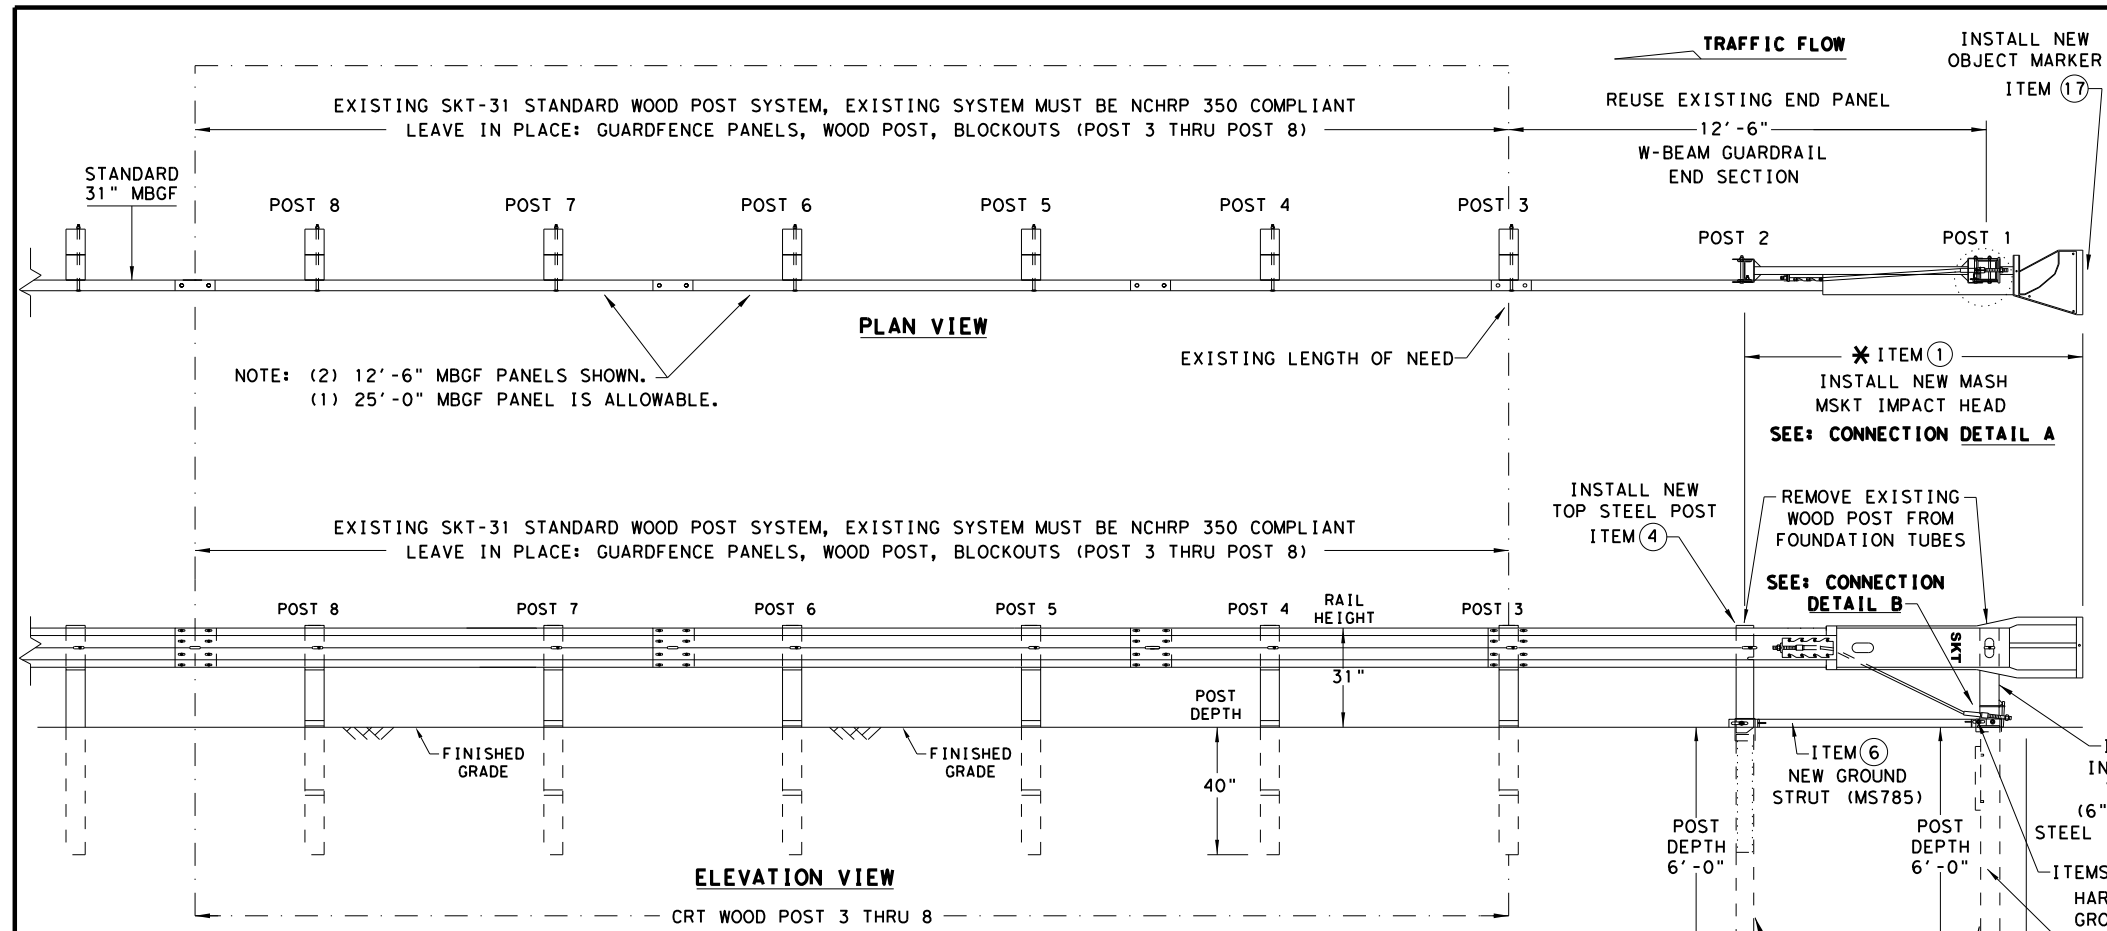 TRAFFIC FLOW
INSTALL NEW
OBJECT MARKER
ITEM 17
EXISTING SKT-31 STANDARD WOOD POST SYSTEM, EXISTING SYSTEM MUST BE NCHRP 350 COMPLIANT
LEAVE IN PLACE: GUARDFENCE PANELS, WOOD POST, BLOCKOUTS (POST 3 THRU POST 8)
REUSE EXISTING END PANEL
12'-6"
W-BEAM GUARDRAIL
END SECTION
STANDARD
31" MBGF
POST 8
POST 7
POST 6
POST 5
POST 4
POST 3
POST 2
POST 1
PLAN VIEW
NOTE: (2) 12'-6" MBGF PANELS SHOWN.
(1) 25'-0" MBGF PANEL IS ALLOWABLE.
EXISTING LENGTH OF NEED
* ITEM 1
INSTALL NEW MASH
MSKT IMPACT HEAD
SEE: CONNECTION DETAIL A
INSTALL NEW
TOP STEEL POST
ITEM 4
REMOVE EXISTING
WOOD POST FROM
FOUNDATION TUBES
EXISTING SKT-31 STANDARD WOOD POST SYSTEM, EXISTING SYSTEM MUST BE NCHRP 350 COMPLIANT
LEAVE IN PLACE: GUARDFENCE PANELS, WOOD POST, BLOCKOUTS (POST 3 THRU POST 8)
SEE: CONNECTION
DETAIL B
POST 8
POST 7
POST 6
POST 5
POST 4
RAIL
HEIGHT
POST 3
SKT
31"
POST
DEPTH
FINISHED
GRADE
FINISHED
GRADE
40"
ITEM 6
NEW GROUND
STRUT (MS785)
IN
(6"
STEEL
POST
DEPTH
6'-0"
POST
DEPTH
6'-0"
ITEMS
HAR
GRO
ELEVATION VIEW
CRT WOOD POST 3 THRU 8